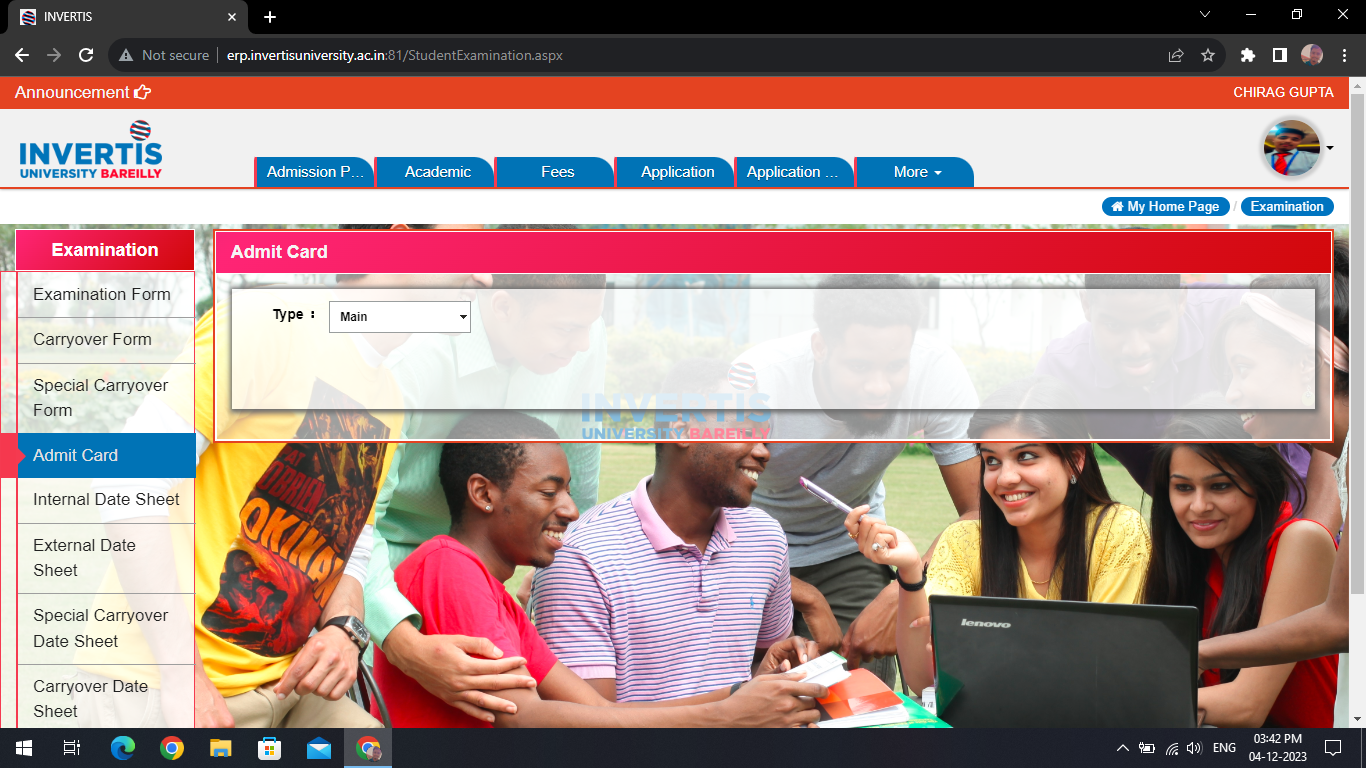 INVERTIS
Not secure
erp.invertisuniversity.ac.in:81/StudentExamination.aspx
Announcement
CHIRAG GUPTA
INVERTIS
UNIVERSITY BAREILLY
Admission P...
Academic
Fees
Application
Application ...
More
My Home Page / Examination
Examination
Admit Card
Examination Form
Carryover Form
Special Carryover
Form
Admit Card
Internal Date Sheet
External Date
Sheet
Special Carryover
Date Sheet
Carryover Date
Sheet
Type :
Main
INVERTIS
UNIVERSITY BAREILLY
OKINA
lenovo
ENG
03:42 PM
04-12-2023